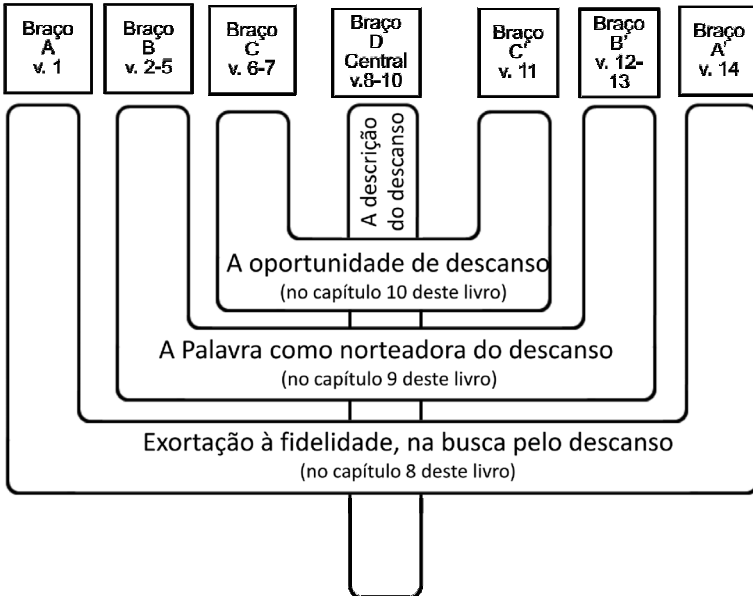 Braço
A
v. 1
Braço
B
v. 2-5
Braço
C
v. 6-7
Braço
D
Central
v.8-10
Braço
C'
v. 11
Braço
B'
v. 12-
13
Braço
A'
v. 14
A descrição
do descanso
A oportunidade de descanso
(no capítulo 10 deste livro)
A Palavra como norteadora do descanso
(no capítulo 9 deste livro)
Exortação à fidelidade, na busca pelo descanso
(no capítulo 8 deste livro)